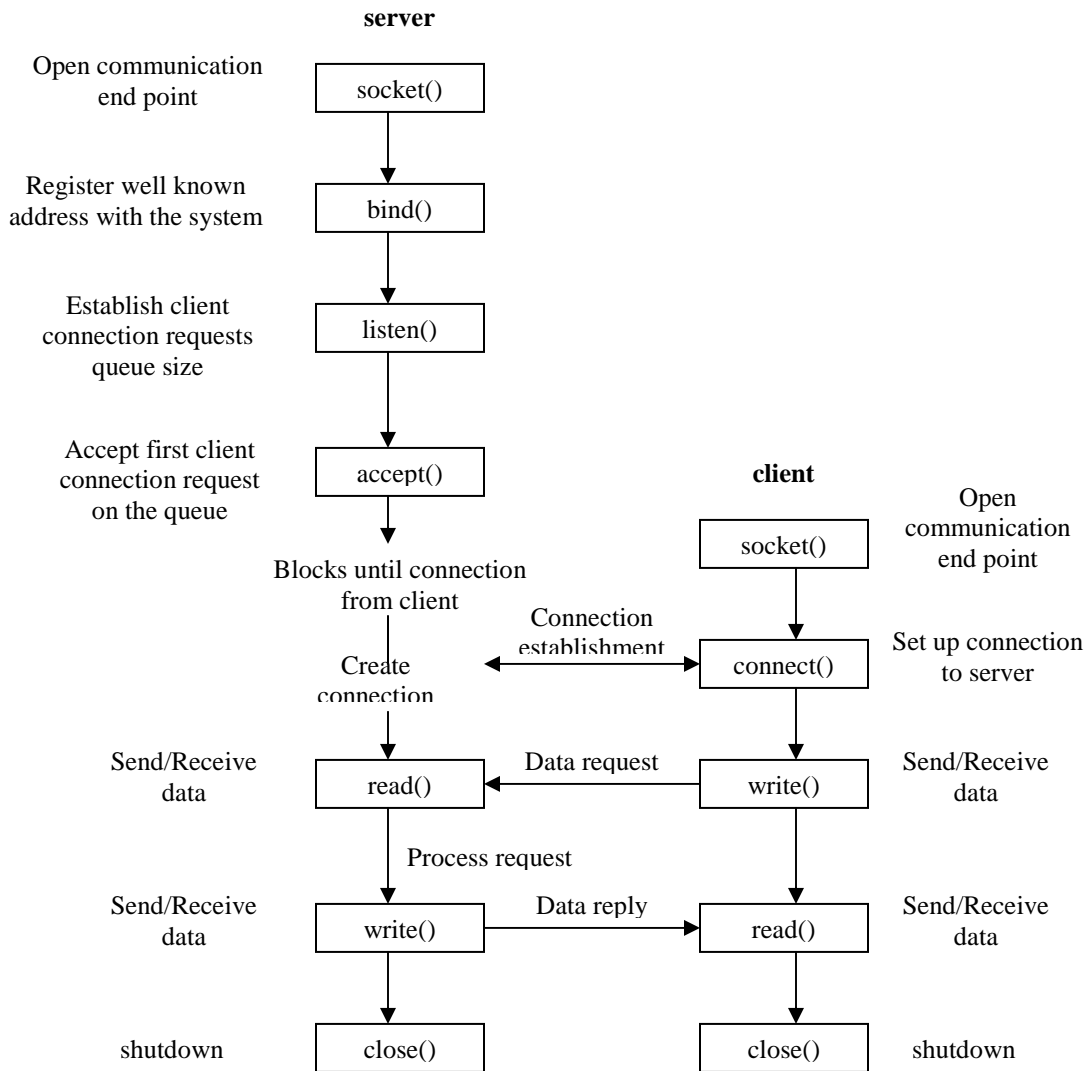 server
Open communication
end point
socket()
Register well known
address with the system
bind()
Establish client
connection requests
queue size
listen()
Accept first client
connection request
on the queue
accept()
client
Open
communication
end point
socket()
Blocks until connection
from client
Connection
establishment
Create
connection
connect()
Set up connection
to server
Send/Receive
data
read()
Data request
write()
Send/Receive
data
Process request
Send/Receive
data
write()
Data reply
read()
Send/Receive
data
shutdown
close()
close()
shutdown